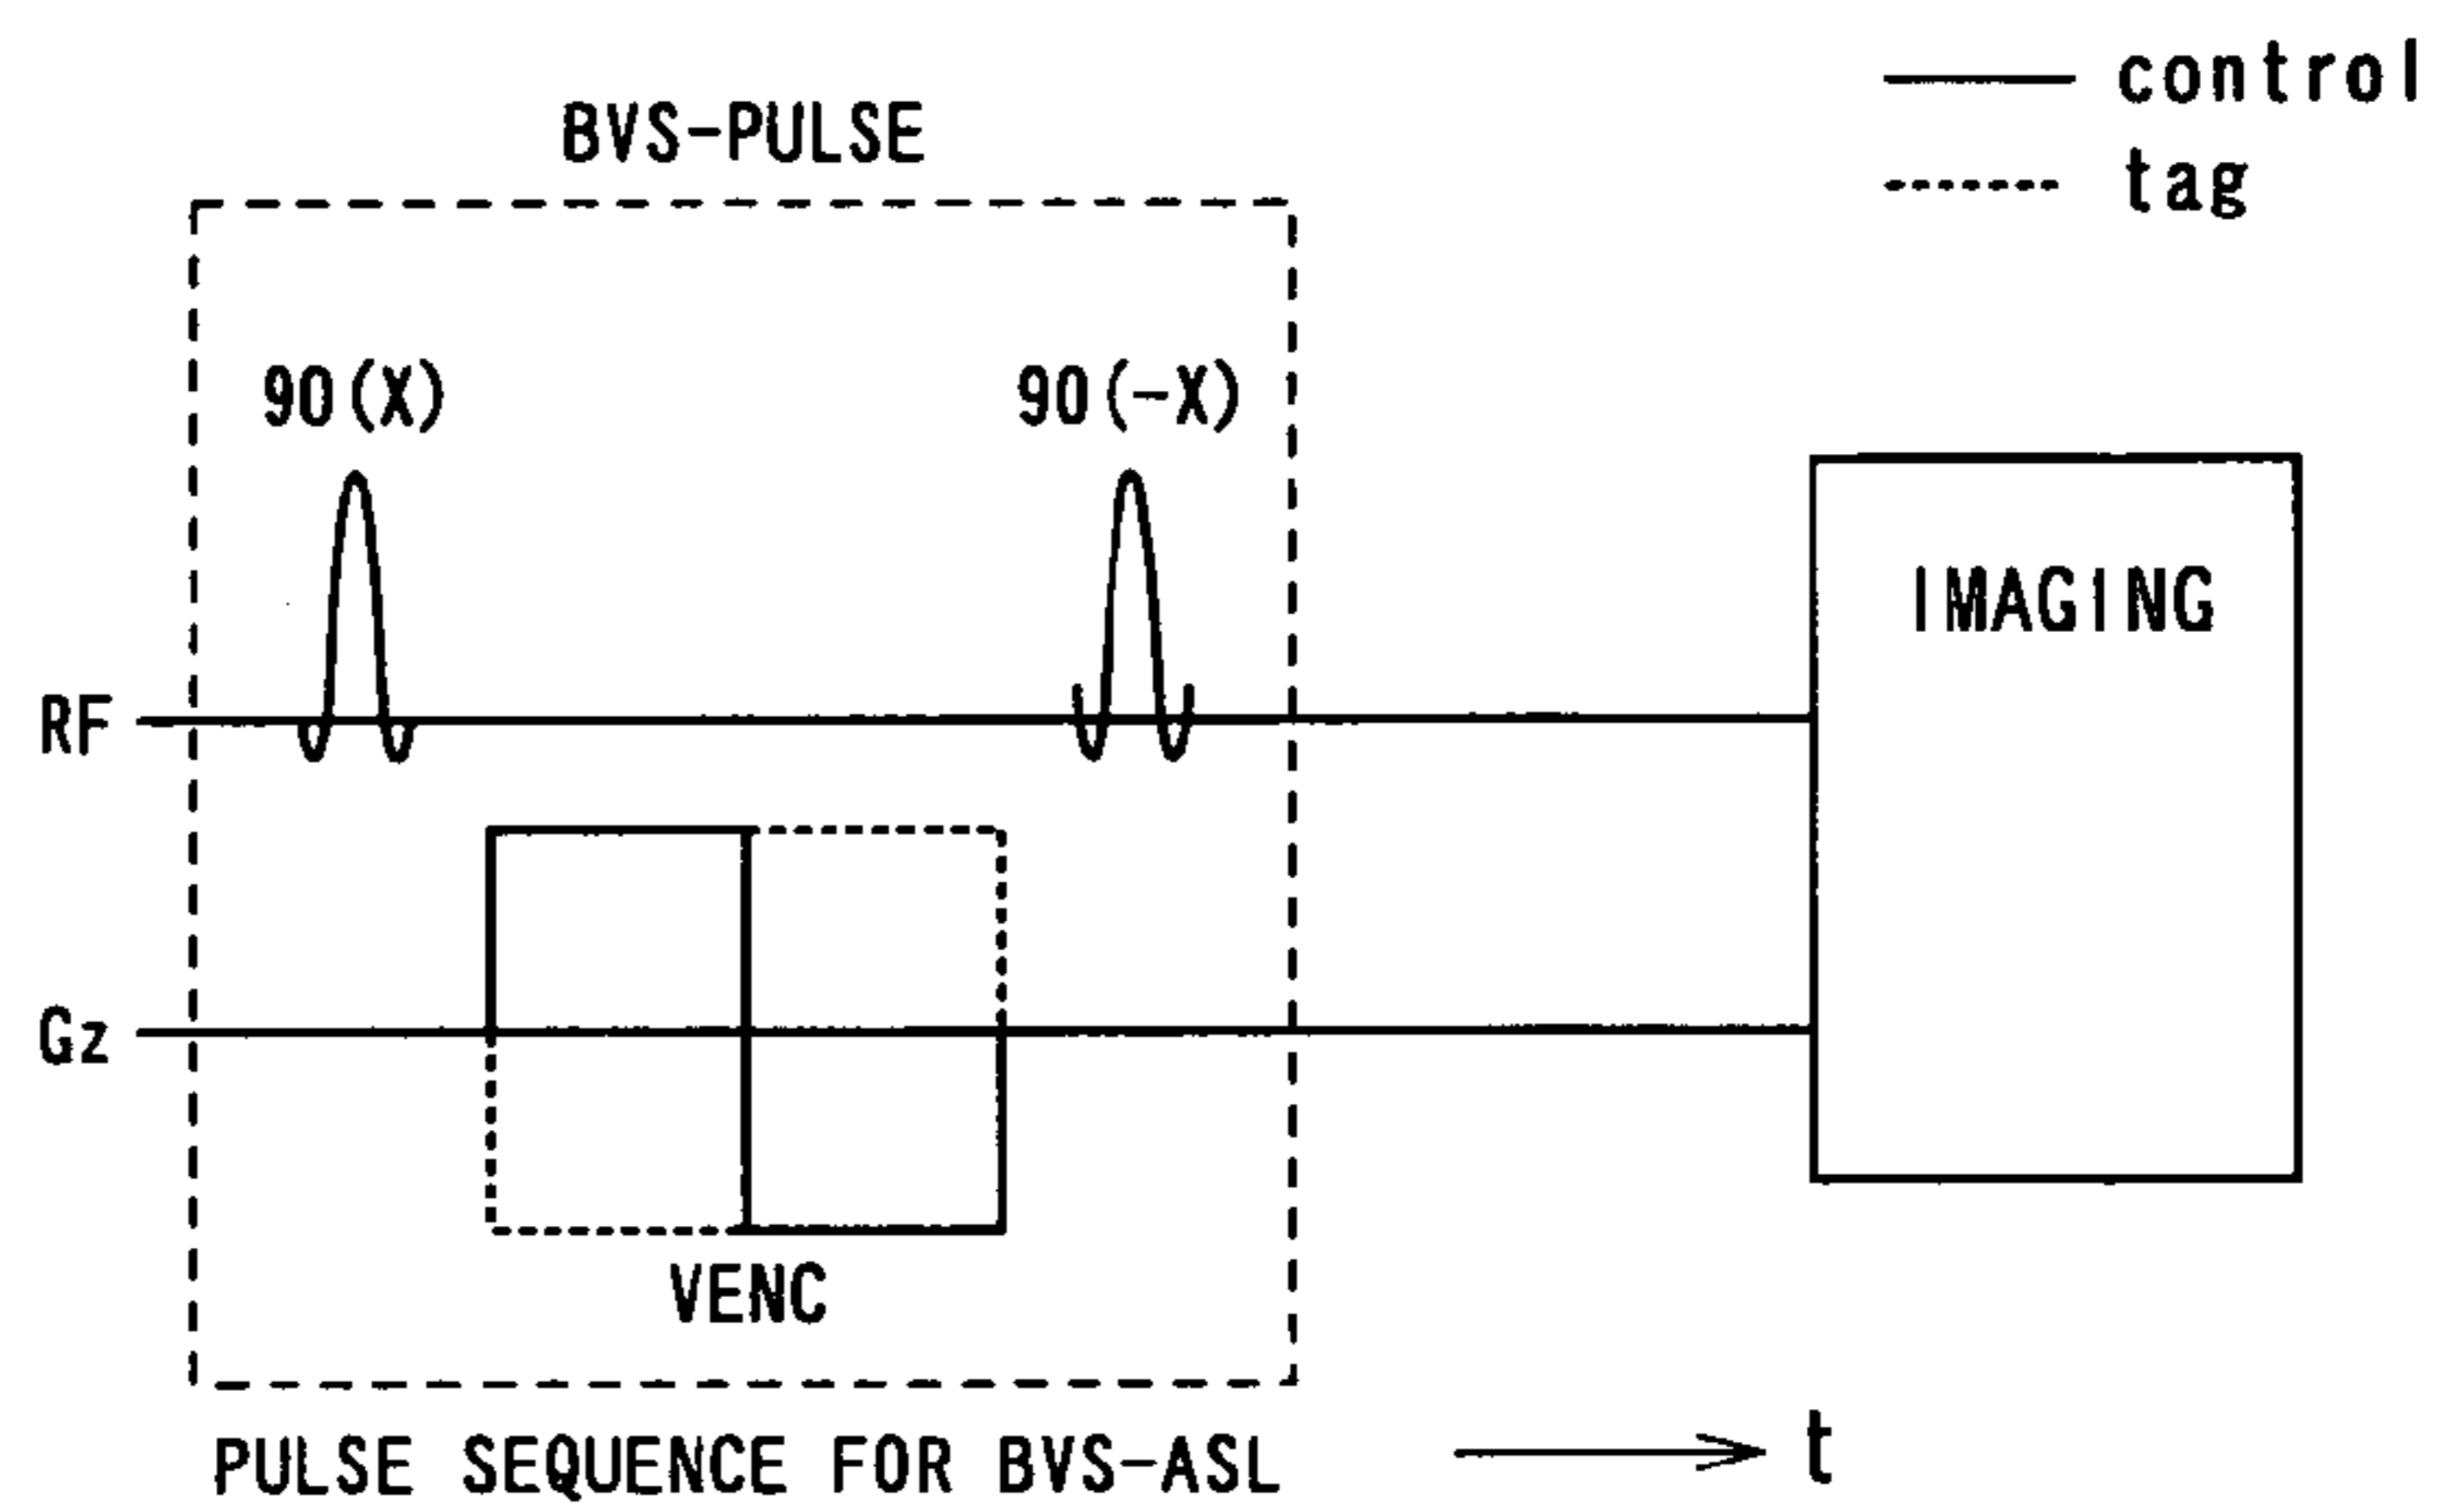 control
BVS-PULSE
tag
90(X)
90(-X)
IMAGING
RF
Gz
VENC
PULSE SEQUENCE FOR BVS-ASL
t